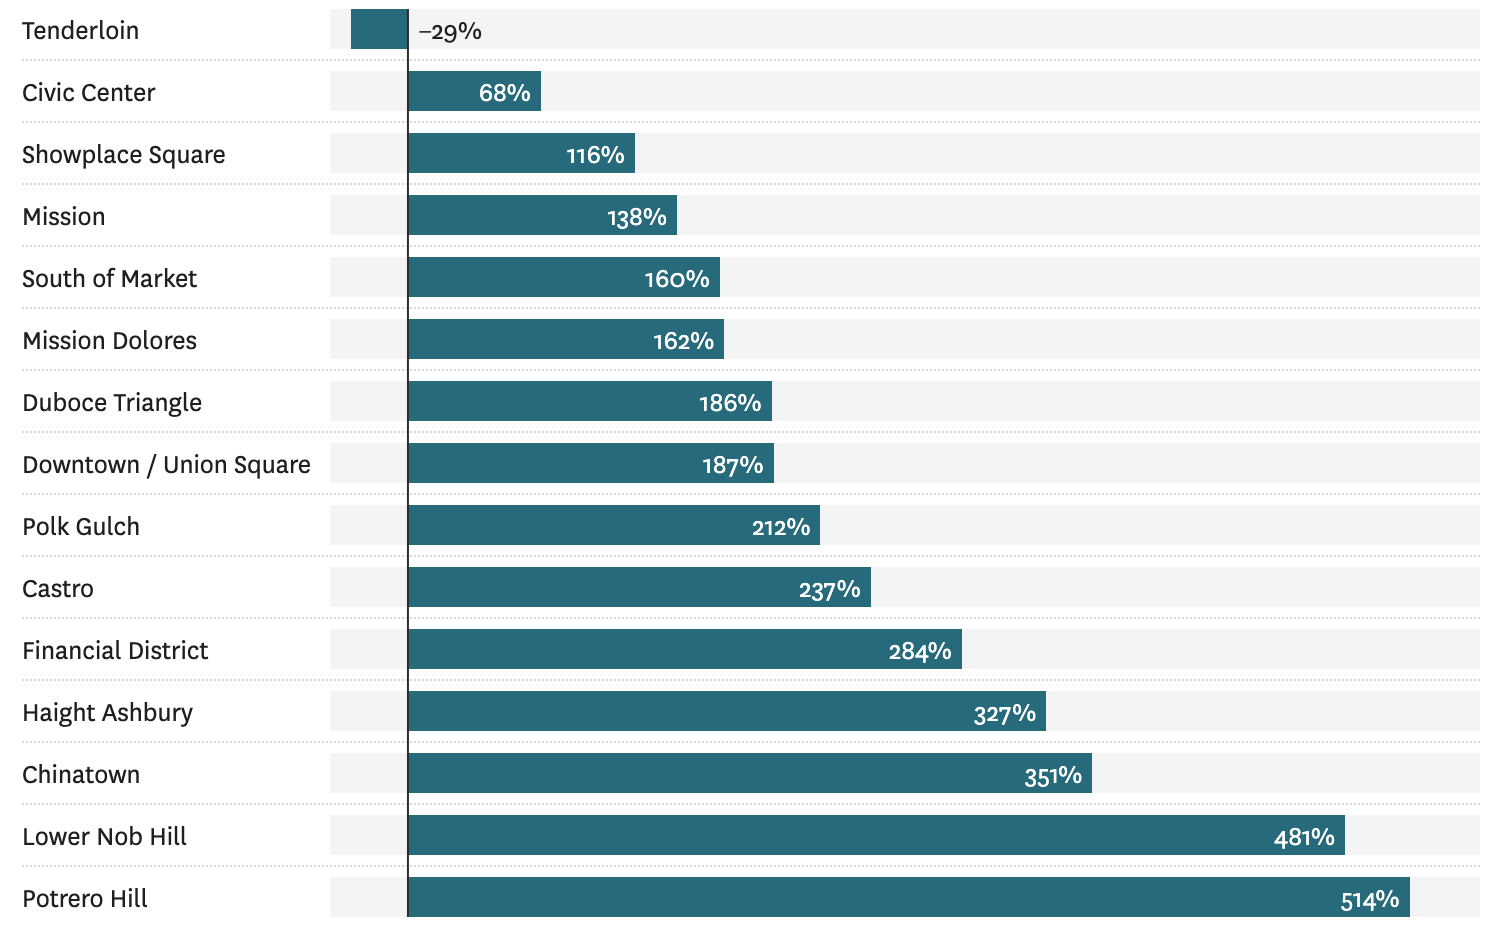 Tenderloin –29%
Civic Center 68%
Showplace Square 116%
Mission 138%
South of Market 160%
Mission Dolores 162%
Duboce Triangle 186%
Downtown / Union Square 187%
Polk Gulch 212%
Castro 237%
Financial District 284%
Haight Ashbury 327%
Chinatown 351%
Lower Nob Hill 481%
Potrero Hill 514%